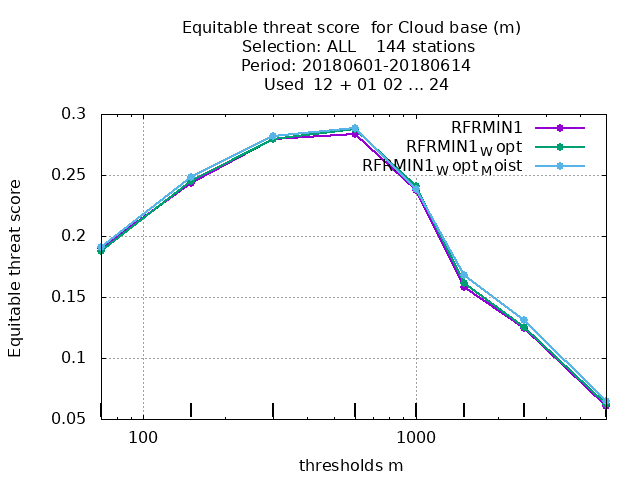 Equitable threat score for Cloud base (m)
Selection: ALL 144 stations
Period: 20180601-20180614
Used 12 + 01 02 ... 24
RFRMIN1
RFRMIN1W opt
RFRMIN1W opt M oist
0.3
0.25
0.2
0.15
0.1
0.05
Equitable threat score
100 1000
thresholds m